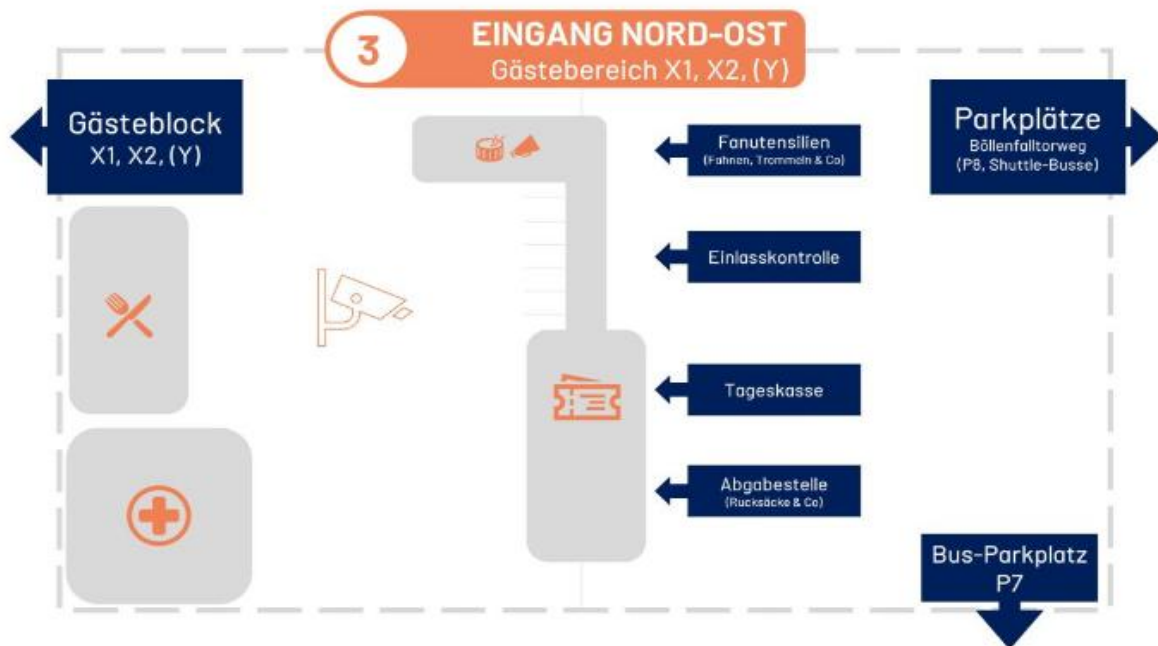 3
EINGANG NORD-OST
Gästebereich X1, X2, (Y)
Gästeblock
X1, X2, (Y)
Parkplätze
Böllenfalltorweg
(P8, Shuttle-Busse)
Fanutensilien
(Fahnen, Trommeln & Co)
Einlasskontrolle
Tageskasse
Abgabestelle
(Rucksäcke & Co)
Bus-Parkplatz
P7